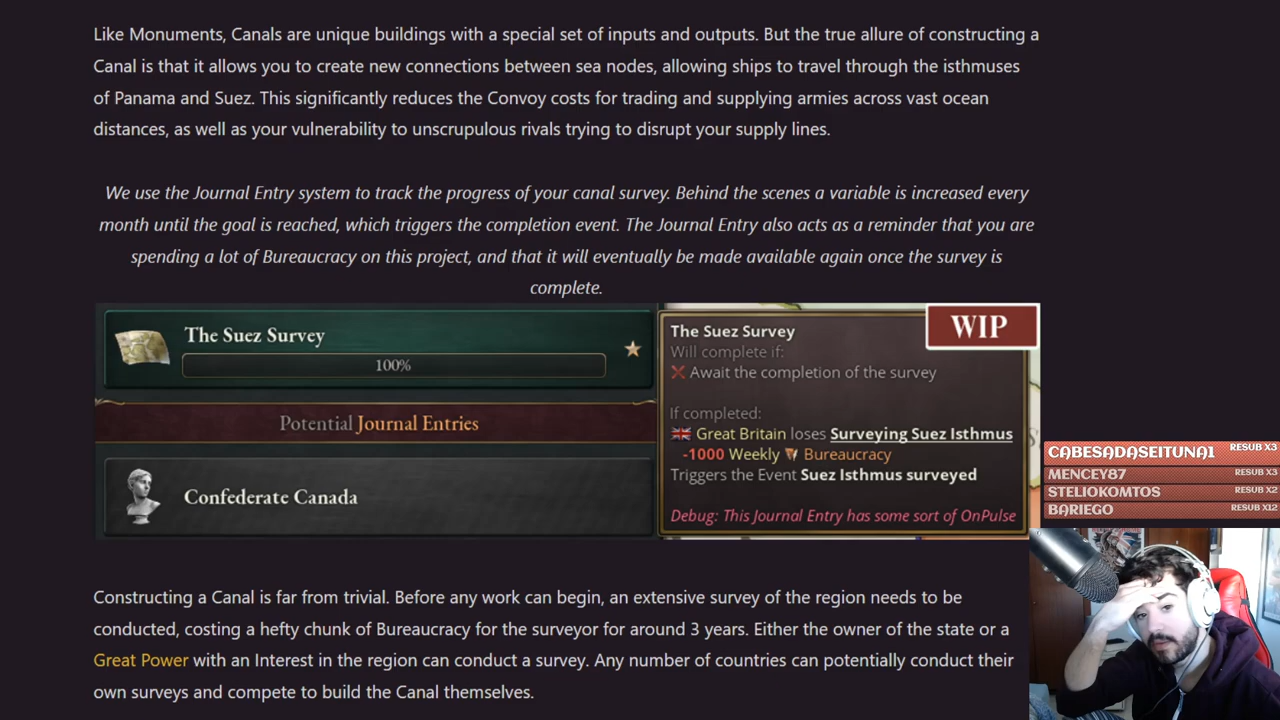 Like Monuments, Canals are unique buildings with a special set of inputs and outputs. But the true allure of constructing a
Canal is that it allows you to create new connections between sea nodes, allowing ships to travel through the isthmuses
of Panama and Suez. This significantly reduces the Convoy costs for trading and supplying armies across vast ocean
distances, as well as your vulnerability to unscrupulous rivals trying to disrupt your supply lines.
We use the Journal Entry system to track the progress of your canal survey. Behind the scenes a variable is increased every
month until the goal is reached, which triggers the completion event. The Journal Entry also acts as a reminder that you are
spending a lot of Bureaucracy on this project, and that it will eventually be made available again once the survey is
complete.
The Suez Survey
100%
Potential Journal Entries
Confederate Canada
WIP
The Suez Survey
Will complete if:
Await the completion of the survey
If completed:
Great Britain loses Surveying Suez Isthmus
-1000 Weekly Bureaucracy
Triggers the Event Suez Isthmus surveyed
Debug: This Journal Entry has some sort of OnPulse
CABESADASEITUNA1 RESUB X3
MENCEY87 RESUB X3
STELIOKOMTOS RESUB X2
BARIEGO RESUB X12
Constructing a Canal is far from trivial. Before any work can begin, an extensive survey of the region needs to be
conducted, costing a hefty chunk of Bureaucracy for the surveyor for around 3 years. Either the owner of the state or a
Great Power with an Interest in the region can conduct a survey. Any number of countries can potentially conduct their
own surveys and compete to build the Canal themselves.